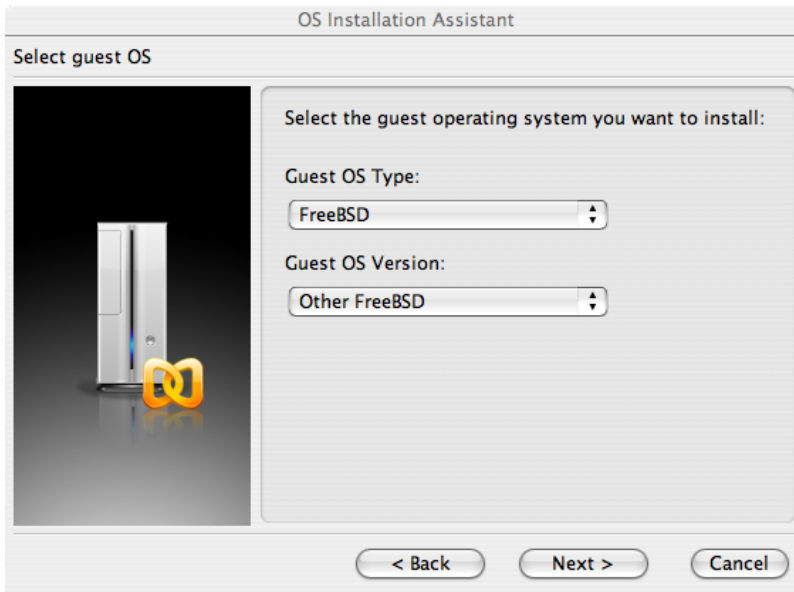 OS Installation Assistant
Select guest OS
Select the guest operating system you want to install:
Guest OS Type:
FreeBSD
Guest OS Version:
Other FreeBSD
< Back
Next >
Cancel